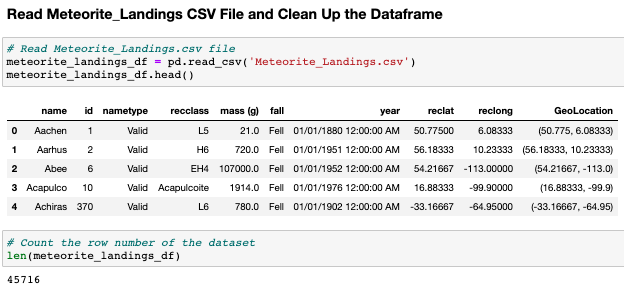 Read Meteorite_Landings CSV File and Clean Up the Dataframe
# Read Meteorite_Landings.csv file
meteorite_landings_df = pd.read_csv('Meteorite_Landings.csv')
meteorite_landings_df.head()
name id nametype recclass mass (g) fall year reclat reclong GeoLocation
0 Aachen 1 Valid L5 21.0 Fell 01/01/1880 12:00:00 AM 50.77500 6.08333 (50.775, 6.08333)
1 Aarhus 2 Valid H6 720.0 Fell 01/01/1951 12:00:00 AM 56.18333 10.23333 (56.18333, 10.23333)
2 Abee 6 Valid EH4 107000.0 Fell 01/01/1952 12:00:00 AM 54.21667 -113.00000 (54.21667, -113.0)
3 Acapulco 10 Valid Acapulcoite 1914.0 Fell 01/01/1976 12:00:00 AM 16.88333 -99.90000 (16.88333, -99.9)
4 Achiras 370 Valid L6 780.0 Fell 01/01/1902 12:00:00 AM -33.16667 -64.95000 (-33.16667, -64.95)
# Count the row number of the dataset
len(meteorite_landings_df)
45716